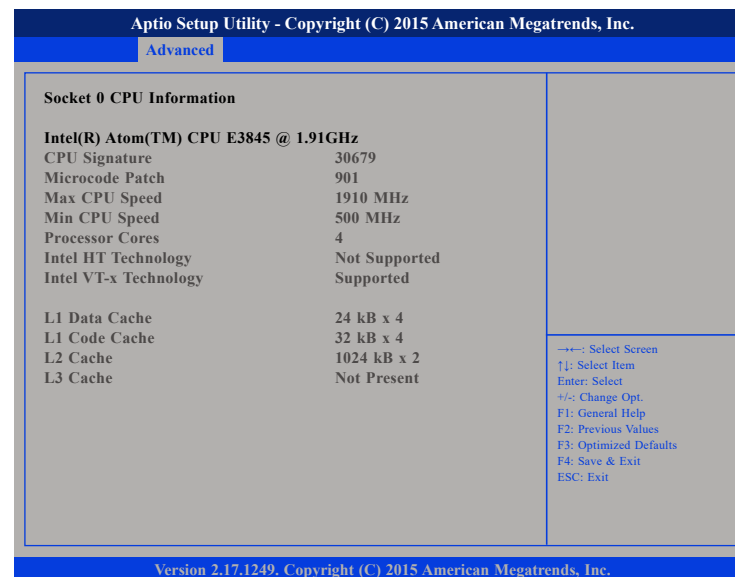 Aptio Setup Utility - Copyright (C) 2015 American Megatrends, Inc.
Advanced
Socket 0 CPU Information
Intel(R) Atom(TM) CPU E3845 @ 1.91GHz
CPU Signature 30679
Microcode Patch 901
Max CPU Speed 1910 MHz
Min CPU Speed 500 MHz
Processor Cores 4
Intel HT Technology Not Supported
Intel VT-x Technology Supported
L1 Data Cache 24 kB x 4
L1 Code Cache 32 kB x 4
L2 Cache 1024 kB x 2
L3 Cache Not Present
→←: Select Screen
↑↓: Select Item
Enter: Select
+/-: Change Opt.
F1: General Help
F2: Previous Values
F3: Optimized Defaults
F4: Save & Exit
ESC: Exit
Version 2.17.1249. Copyright (C) 2015 American Megatrends, Inc.